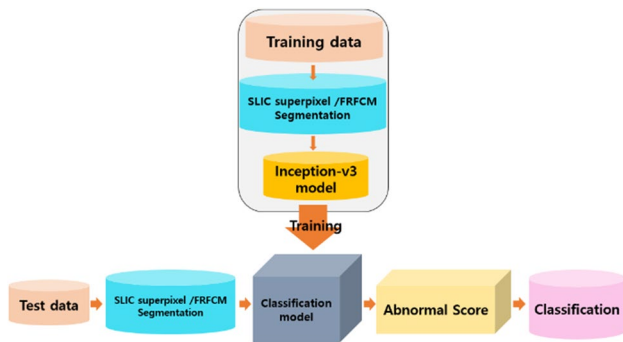 Training data
SLIC superpixel /FRFCM
Segmentation
Inception-v3
model
Training
Test data
SLIC superpixel /FRFCM
Segmentation
Classification
model
Abnormal Score
Classification